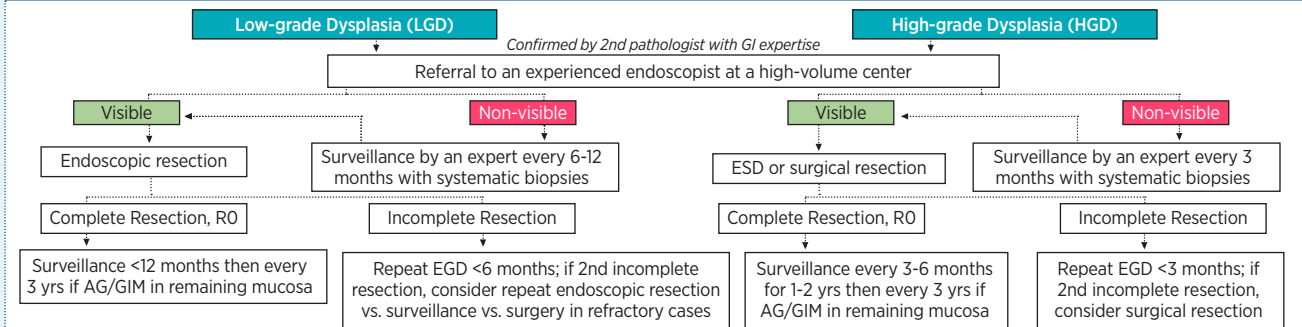 Low-grade Dysplasia (LGD)
High-grade Dysplasia (HGD)
Confirmed by 2nd pathologist with GI expertise
Referral to an experienced endoscopist at a high-volume center
Visible
Non-visible
Visible
Non-visible
Endoscopic resection
Surveillance by an expert every 6-12
months with systematic biopsies
ESD or surgical resection
Surveillance by an expert every 3
months with systematic biopsies
Complete Resection, R0
Incomplete Resection
Complete Resection, R0
Incomplete Resection
Surveillance <12 months then every
3 yrs if AG/GIM in remaining mucosa
Repeat EGD <6 months; if 2nd incomplete
resection, consider repeat endoscopic resection
vs. surveillance vs. surgery in refractory cases
Surveillance every 3-6 months
for 1-2 yrs then every 3 yrs if
AG/GIM in remaining mucosa
Repeat EGD <3 months; if
2nd incomplete resection,
consider surgical resection